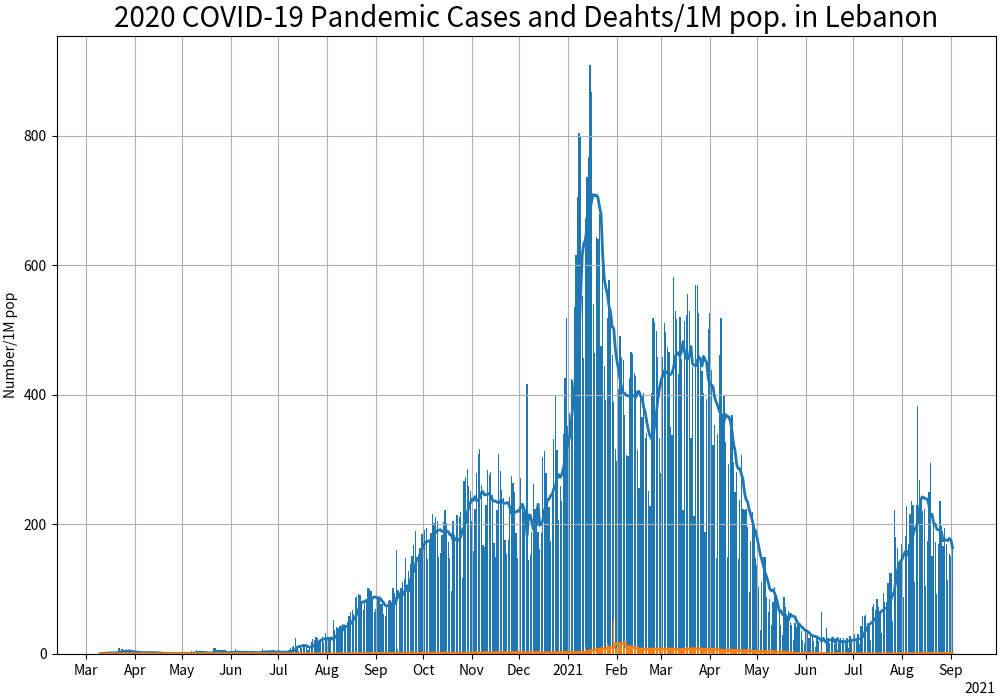 2020 COVID-19 Pandemic Cases and Deahts/1M pop. in Lebanon
Number/1M pop
800
600
400
200
0
Mar Apr May Jun Jul Aug Sep Oct Nov Dec 2021 Feb Mar Apr May Jun Jul Aug Sep
2021